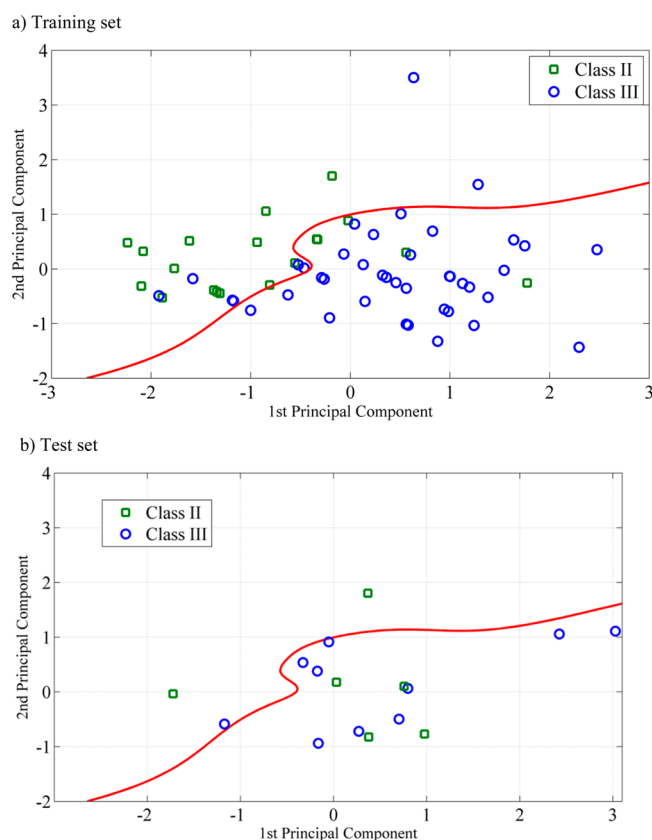 a) Training set
4
3
2
1
0
-1
-2
2nd Principal Component
Class II
Class III
-3
-2
-1
0
1
2
3
1st Principal Component
b) Test set
4
3
2
1
0
-1
-2
2nd Principal Component
Class II
Class III
-2
-1
0
1
2
3
1st Principal Component